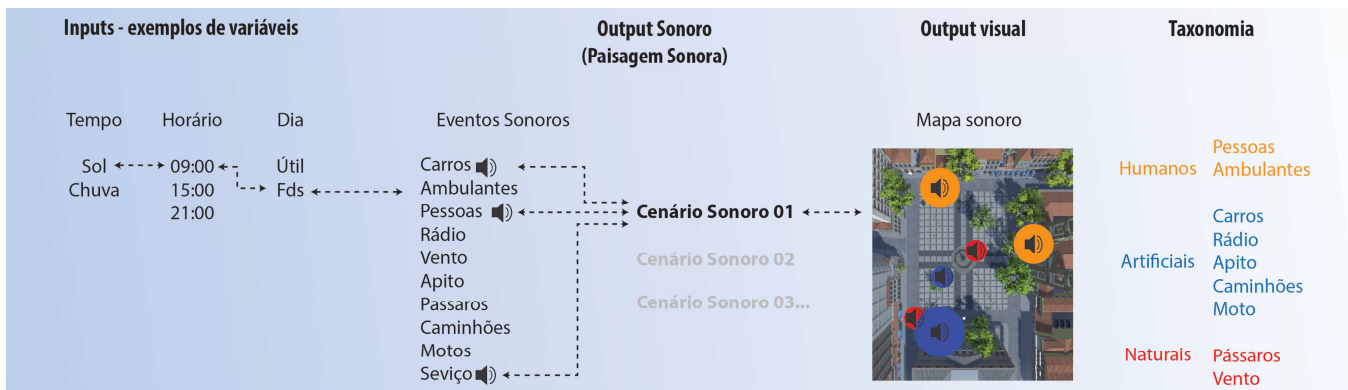 Inputs - exemplos de variáveis
Output Sonoro
(Paisagem Sonora)
Output visual
Taxonomia
Tempo
Horário
Dia
Eventos Sonoros
Mapa sonoro
Sol
Chuva
09:00
15:00
21:00
Útil
Fds
Carros
Ambulantes
Pessoas
Rádio
Vento
Apito
Pássaros
Caminhões
Motos
Seviço
Cenário Sonoro 01
Cenário Sonoro 02
Cenário Sonoro 03...
Humanos
Pessoas
Ambulantes
Artificiais
Carros
Rádio
Apito
Caminhões
Moto
Naturais
Pássaros
Vento